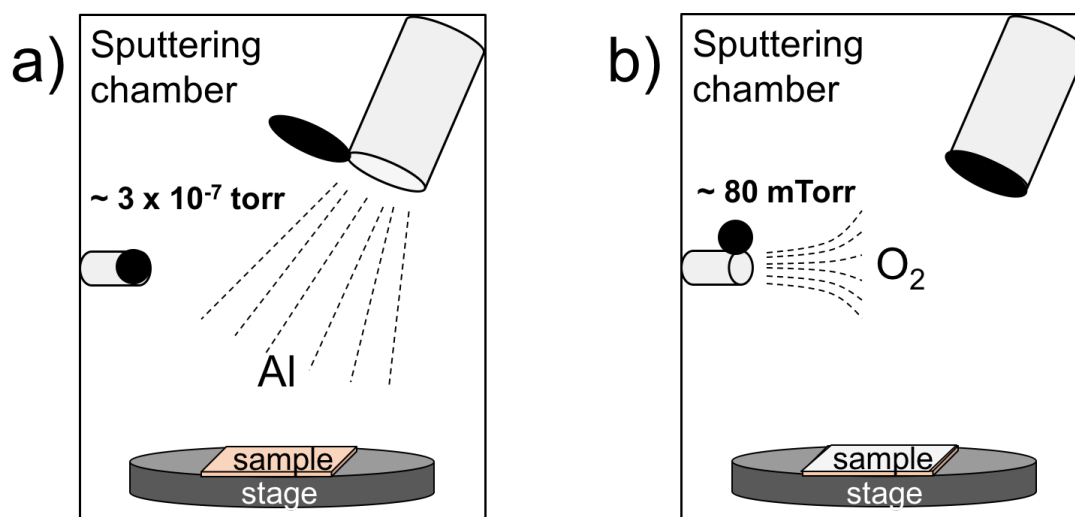 a)
Sputtering
chamber
~ 3 x 10⁻⁷ torr
Al
sample
stage
b)
Sputtering
chamber
~ 80 mTorr
O₂
sample
stage